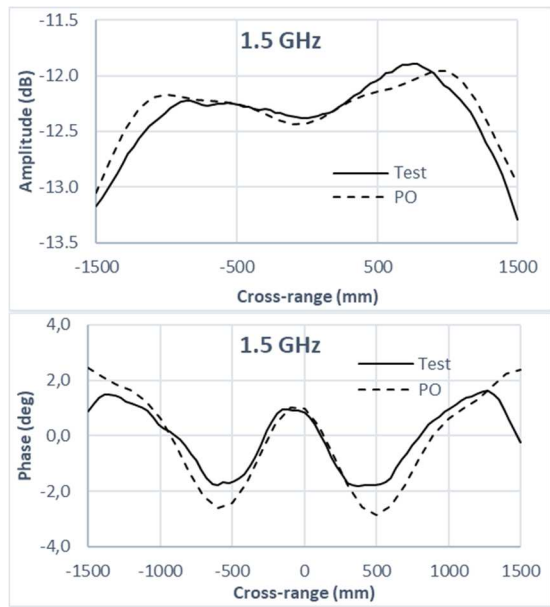 -11.5
1.5 GHz
-12.0
-12.5
-13.0
-13.5
Amplitude (dB)
Test
PO
-1500 -500 500 1500
Cross-range (mm)
4,0
1.5 GHz
2,0
0,0
-2,0
-4,0
Phase (deg)
Test
PO
-1500 -1000 -500 0 500 1000 1500
Cross-range (mm)